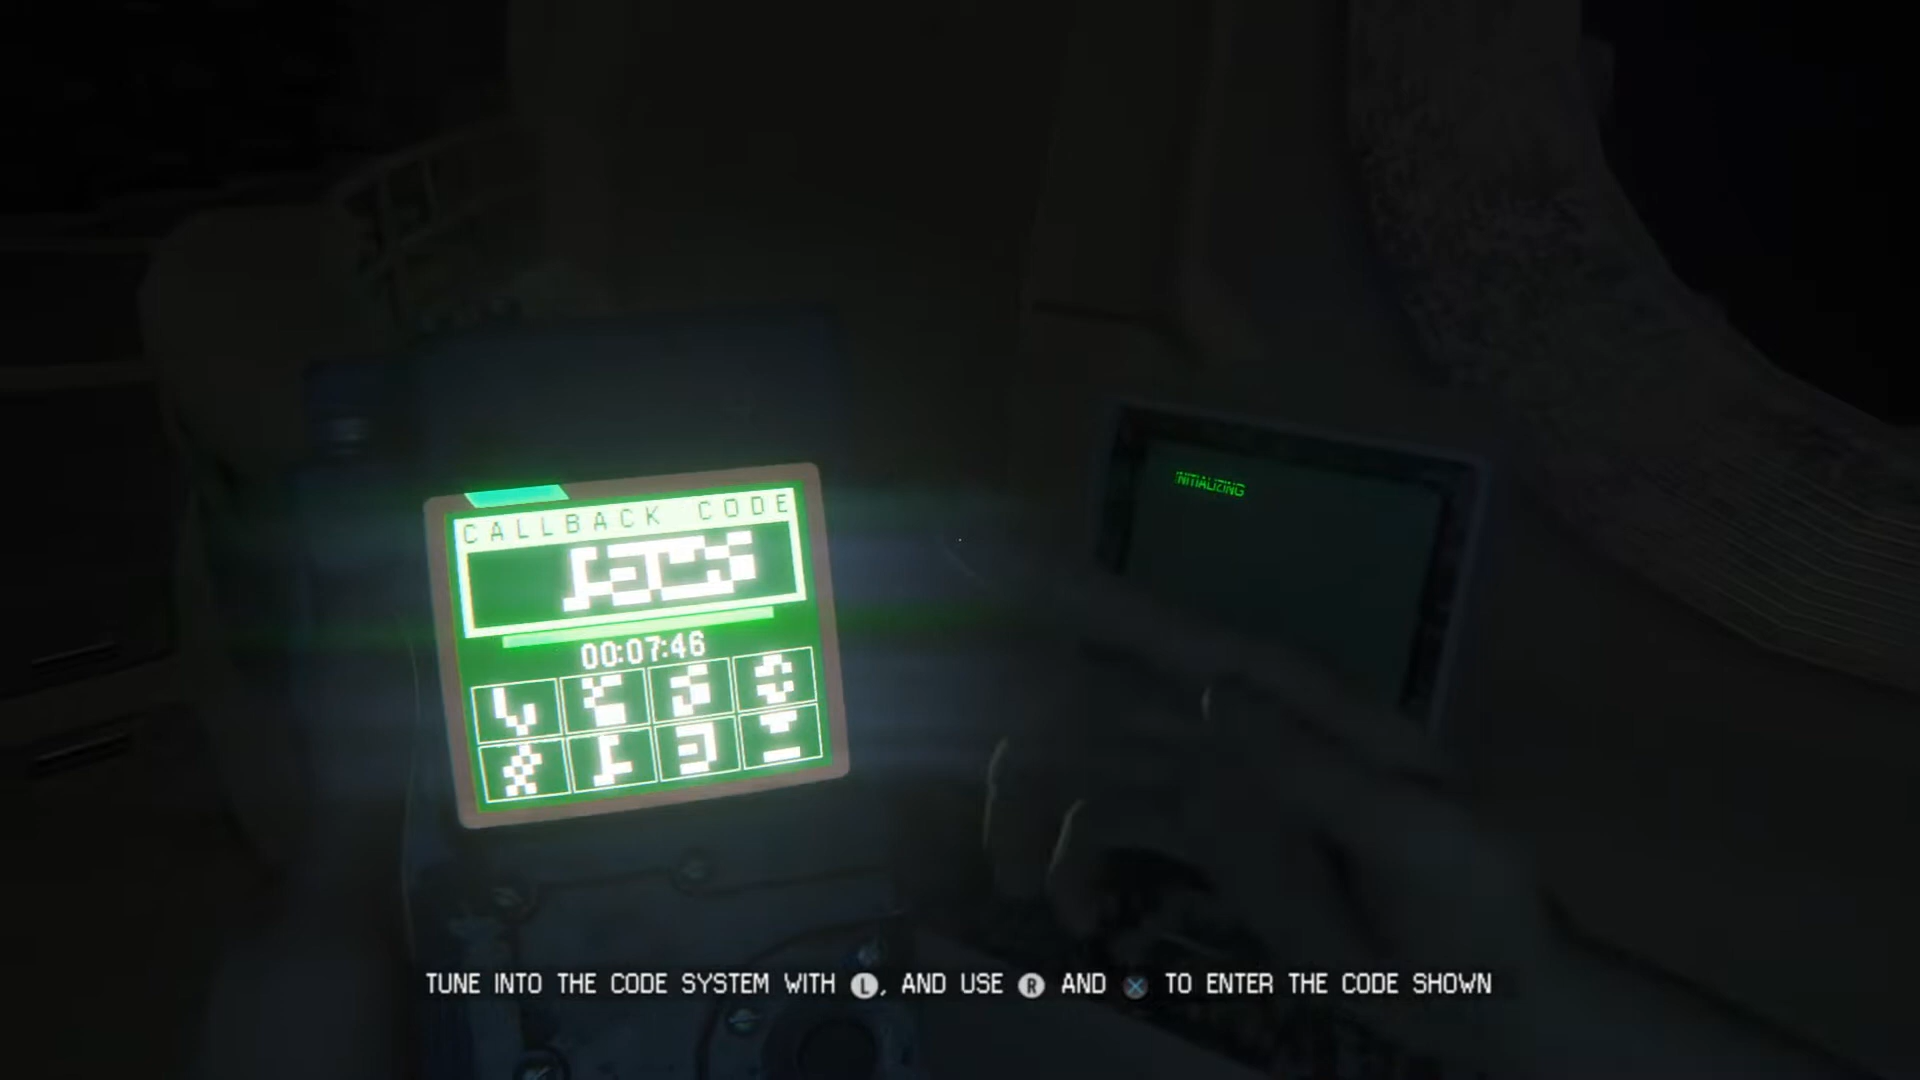 CALLBACK CODE
00:07:46
INITIALIZING
TUNE INTO THE CODE SYSTEM WITH L, AND USE R AND X TO ENTER THE CODE SHOWN